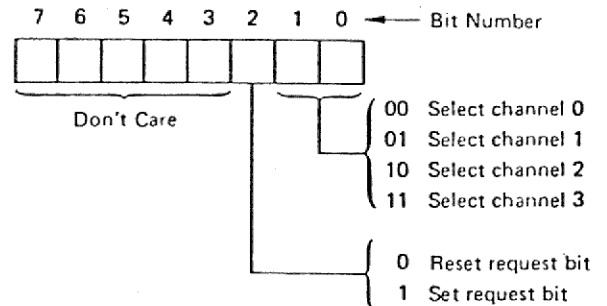 7 6 5 4 3 2 1 0 Bit Number
Don't Care
00 Select channel 0
01 Select channel 1
10 Select channel 2
11 Select channel 3
0 Reset request bit
1 Set request bit